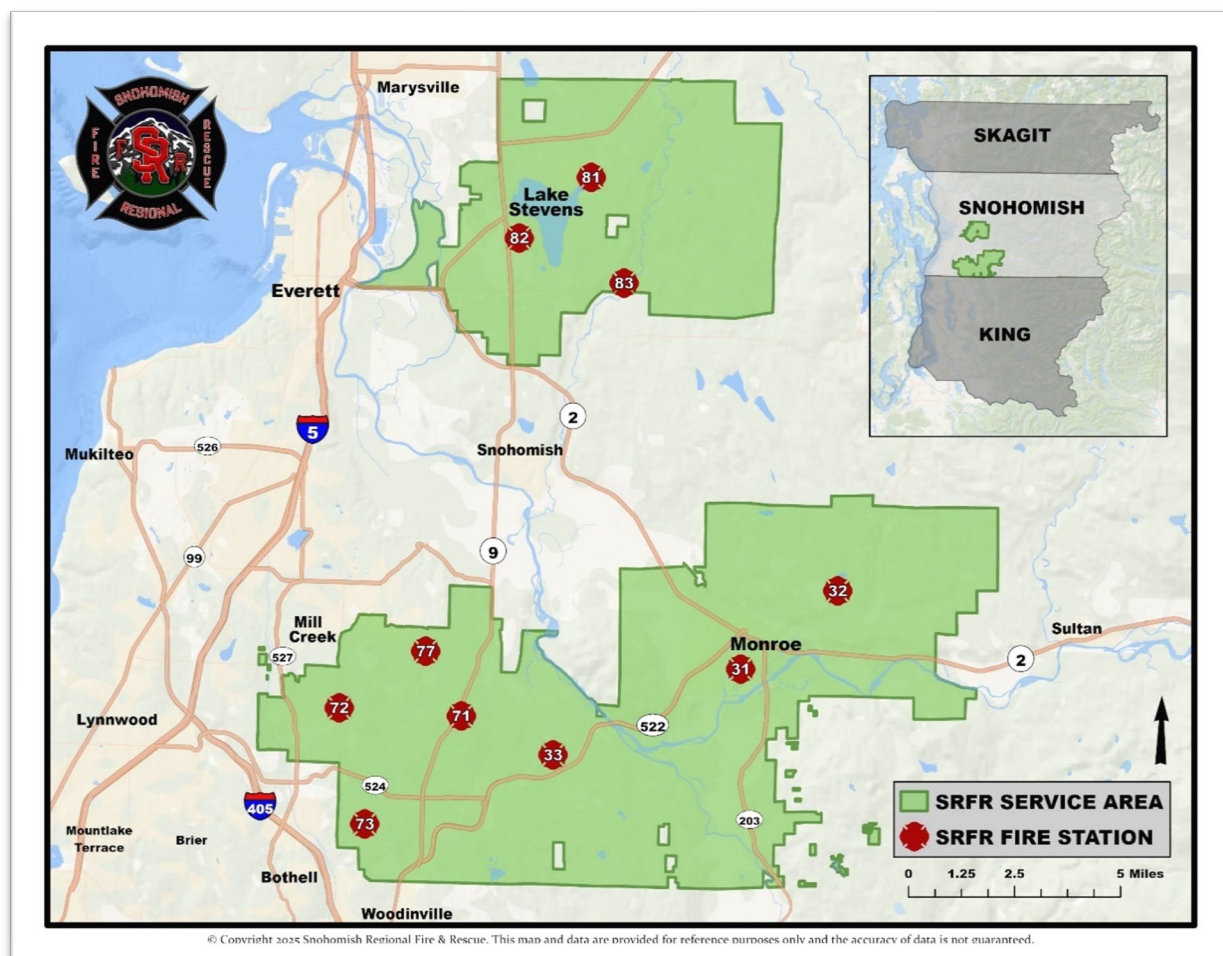 SNOHOMISH
FIRE
RESCUE
SRFR
REGIONAL
Marysville
SKAGIT
SNOHOMISH
KING
81
Lake
Stevens
82
83
Everett
5
2
Snohomish
526
Mukilteo
99
9
32
Mill
Creek
527
77
Monroe
31
Sultan
2
72
71
Lynnwood
522
33
524
405
73
203
Mountlake
Terrace
Brier
Bothell
Woodinville
SRFR SERVICE AREA
SRFR FIRE STATION
0 1.25 2.5 5 Miles
© Copyright 2025 Snohomish Regional Fire & Rescue. This map and data are provided for reference purposes only and the accuracy of data is not guaranteed.